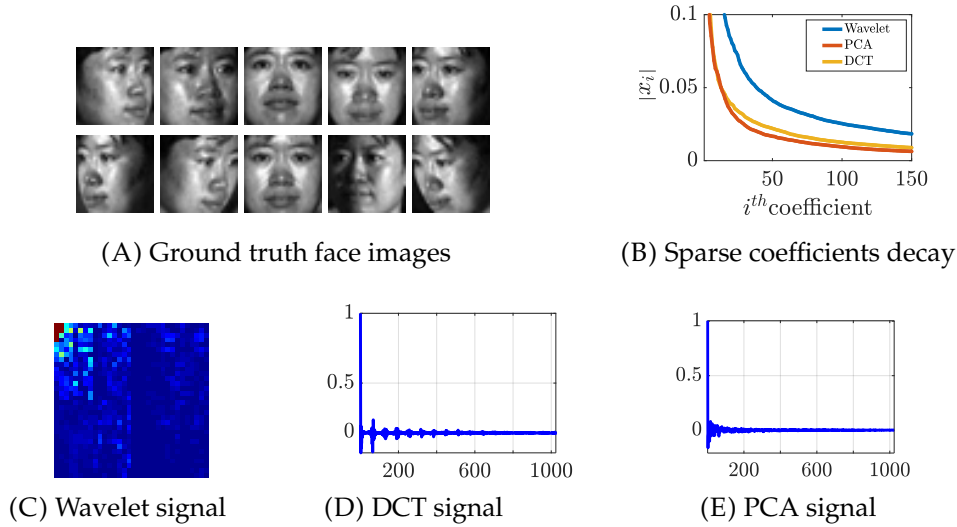 0.1
0.05
0
|x_i|
Wavelet
PCA
DCT
50 100 150
i^{th} coefficient
(A) Ground truth face images
(B) Sparse coefficients decay
1
0.5
0
200 600 1000
1
0.5
0
200 600 1000
(C) Wavelet signal
(D) DCT signal
(E) PCA signal